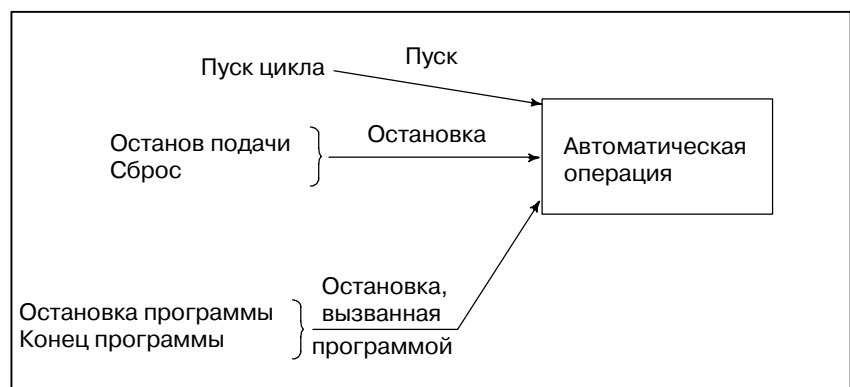 Пуск цикла
Пуск
Останов подачи
Сброс
Остановка
Автоматическая
операция
Остановка программы
Конец программы
Остановка,
вызванная
программой